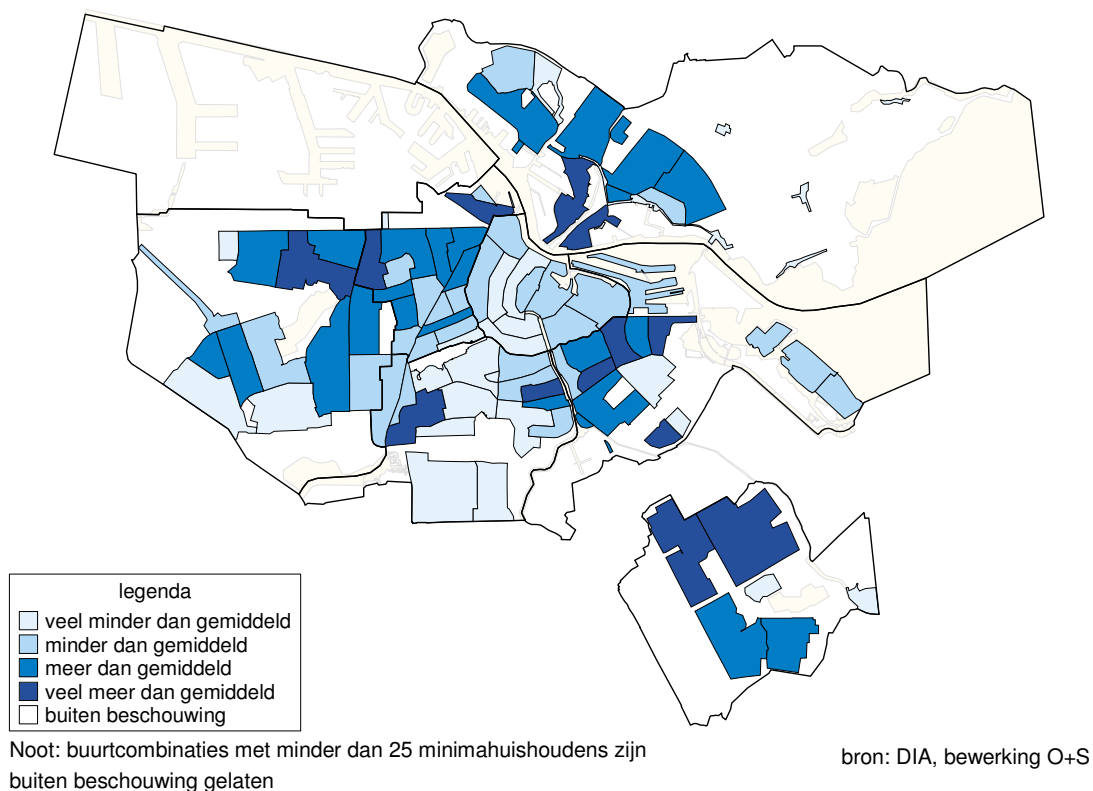 legenda
veel minder dan gemiddeld
minder dan gemiddeld
meer dan gemiddeld
veel meer dan gemiddeld
buiten beschouwing
Noot: buurtcombinaties met minder dan 25 minimahuishoudens zijn
buiten beschouwing gelaten
bron: DIA, bewerking O+S